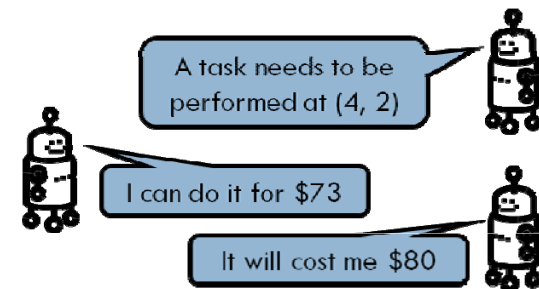 A task needs to be
performed at (4, 2)
I can do it for $73
It will cost me $80